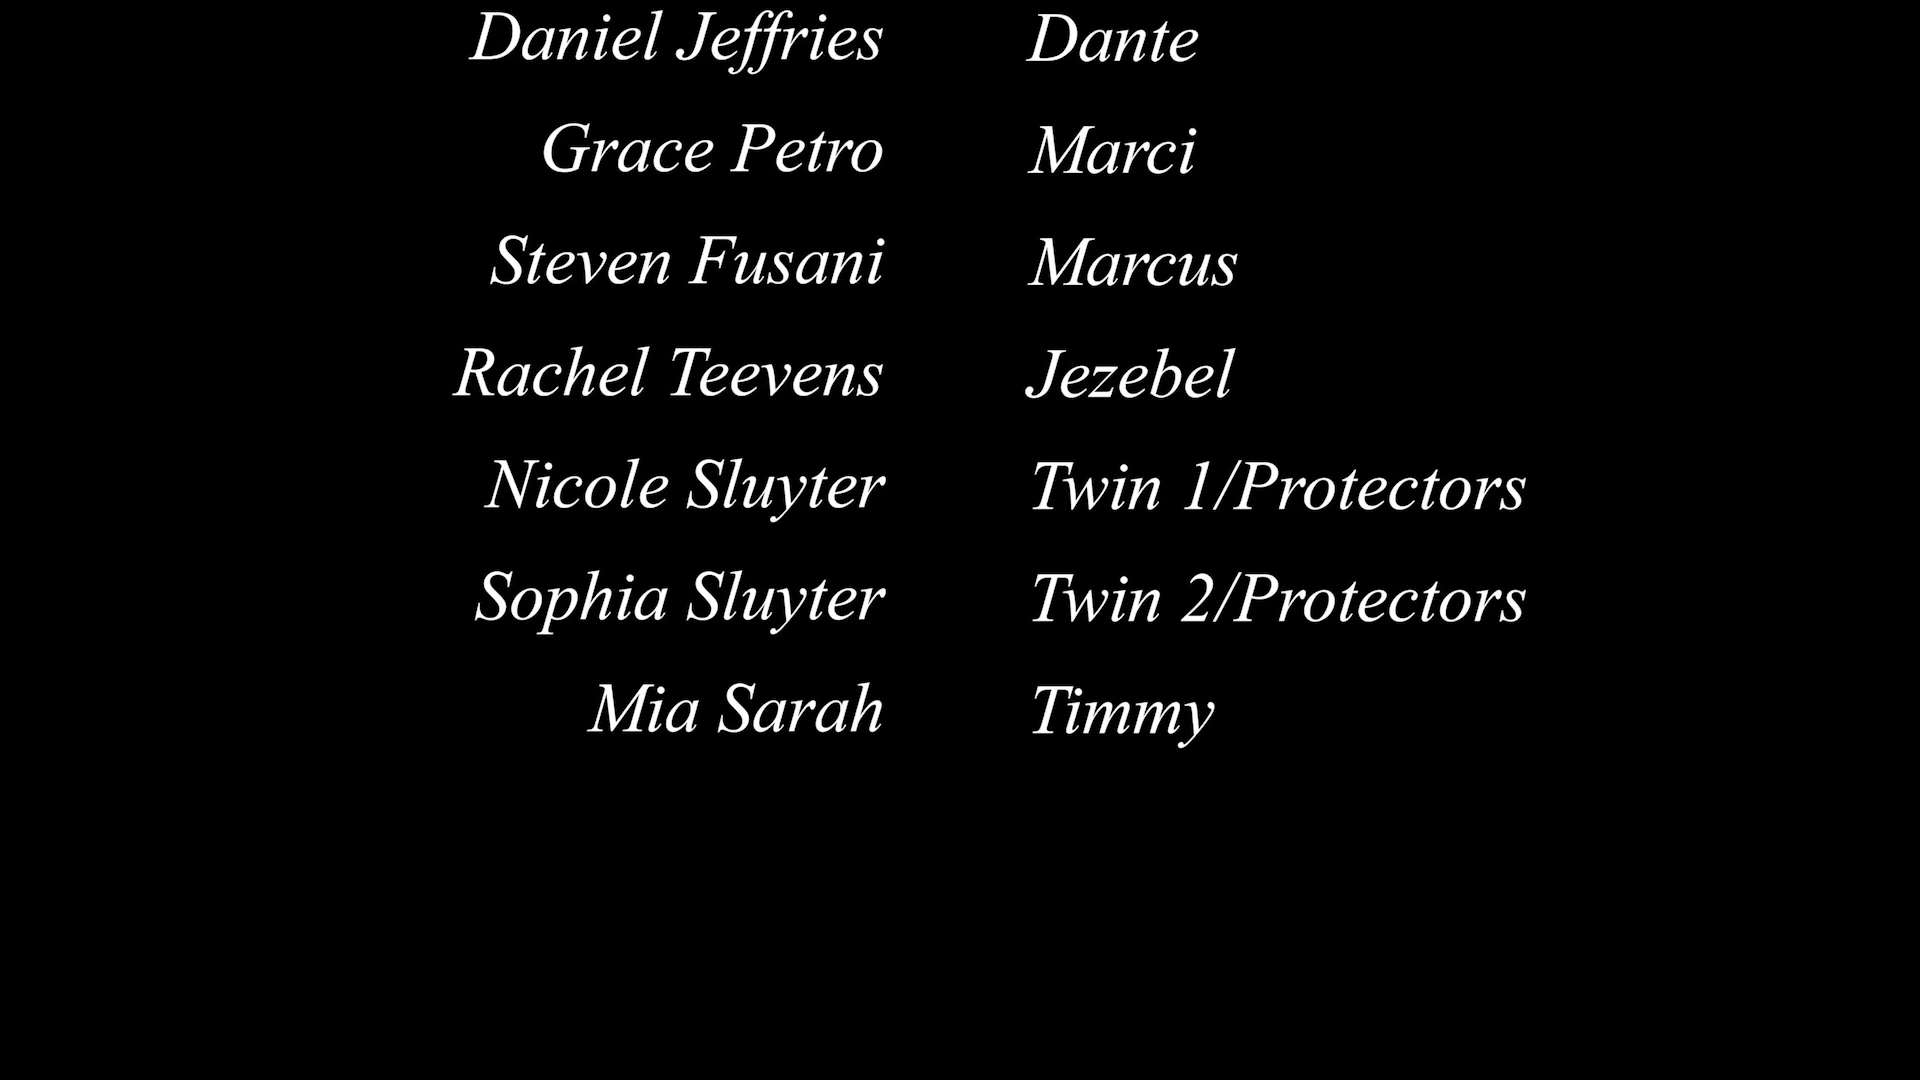 Daniel Jeffries Dante
Grace Petro Marci
Steven Fusani Marcus
Rachel Teevens Jezebel
Nicole Sluyter Twin 1/Protectors
Sophia Sluyter Twin 2/Protectors
Mia Sarah Timmy